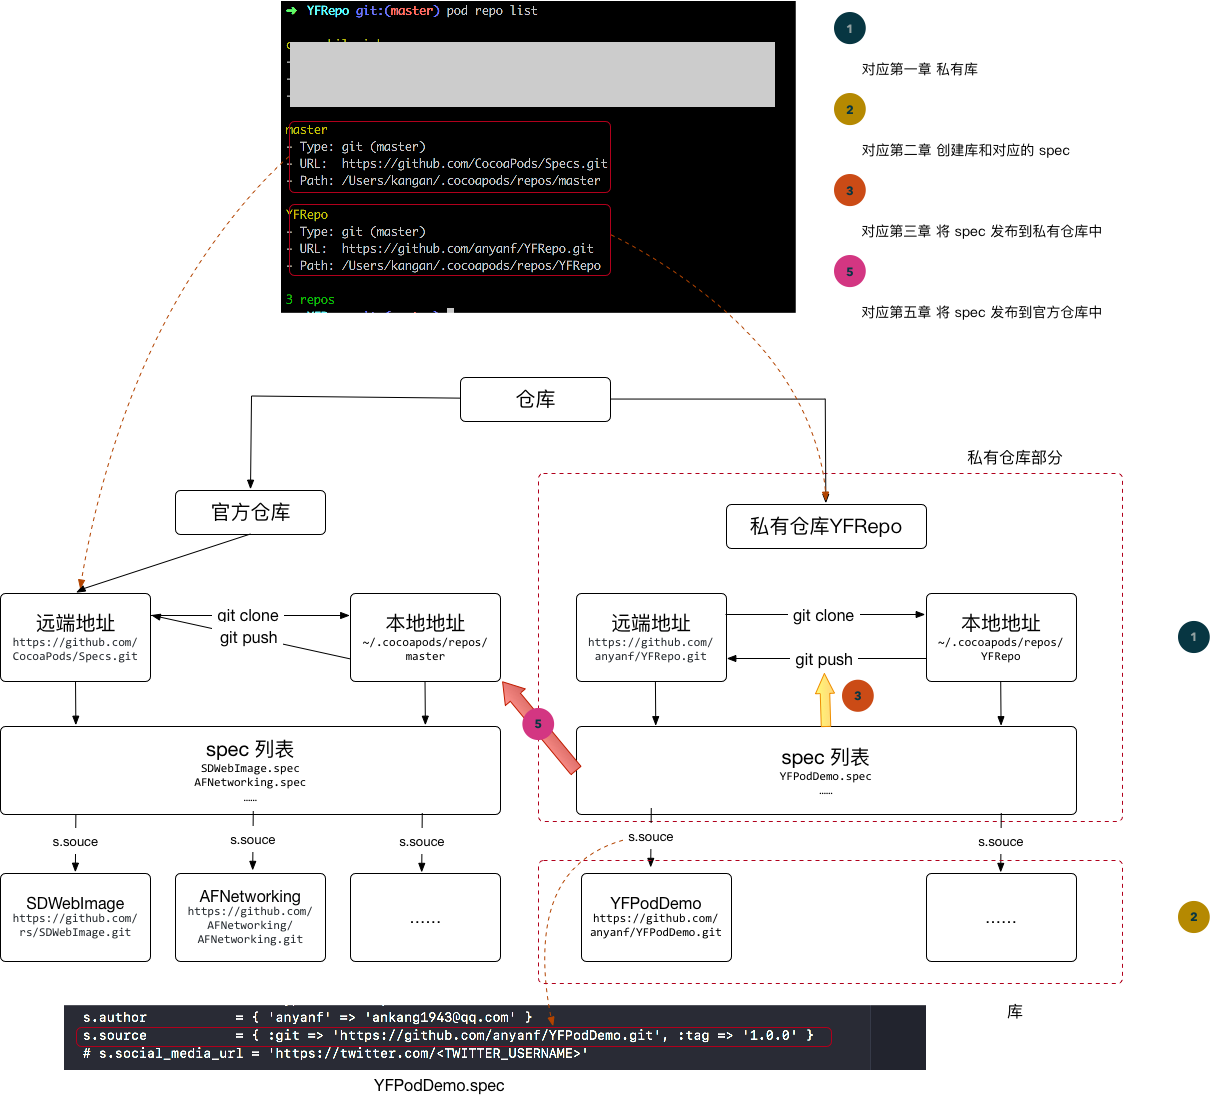 ➜ YFRepo git:(master) pod repo list
master
- Type: git (master)
- URL: https://github.com/CocoaPods/Specs.git
- Path: /Users/kangan/.cocoapods/repos/master
YFRepo
- Type: git (master)
- URL: https://github.com/anyanf/YFRepo.git
- Path: /Users/kangan/.cocoapods/repos/YFRepo
3 repos
1
对应第一章 私有库
2
对应第二章 创建库和对应的 spec
3
对应第三章 将 spec 发布到私有仓库中
5
对应第五章 将 spec 发布到官方仓库中
仓库
私有仓库部分
官方仓库
私有仓库YFRepo
远端地址
https://github.com/
CocoaPods/Specs.git
git clone
git push
本地地址
~/.cocoapods/repos/
master
远端地址
https://github.com/
anyanf/YFRepo.git
git clone
git push
本地地址
~/.cocoapods/repos/
YFRepo
1
3
5
spec 列表
SDWebImage.spec
AFNetworking.spec
......
spec 列表
YFPodDemo.spec
......
s.souce
s.souce
s.souce
s.souce
s.souce
SDWebImage
https://github.com/
rs/SDWebImage.git
AFNetworking
https://github.com/
AFNetworking/
AFNetworking.git
......
YFPodDemo
https://github.com/
anyanf/YFPodDemo.git
......
2
库
s.author = { 'anyanf' => 'ankang1943@qq.com' }
s.source = { :git => 'https://github.com/anyanf/YFPodDemo.git', :tag => '1.0.0' }
# s.social_media_url = 'https://twitter.com/<TWITTER_USERNAME>'
YFPodDemo.spec